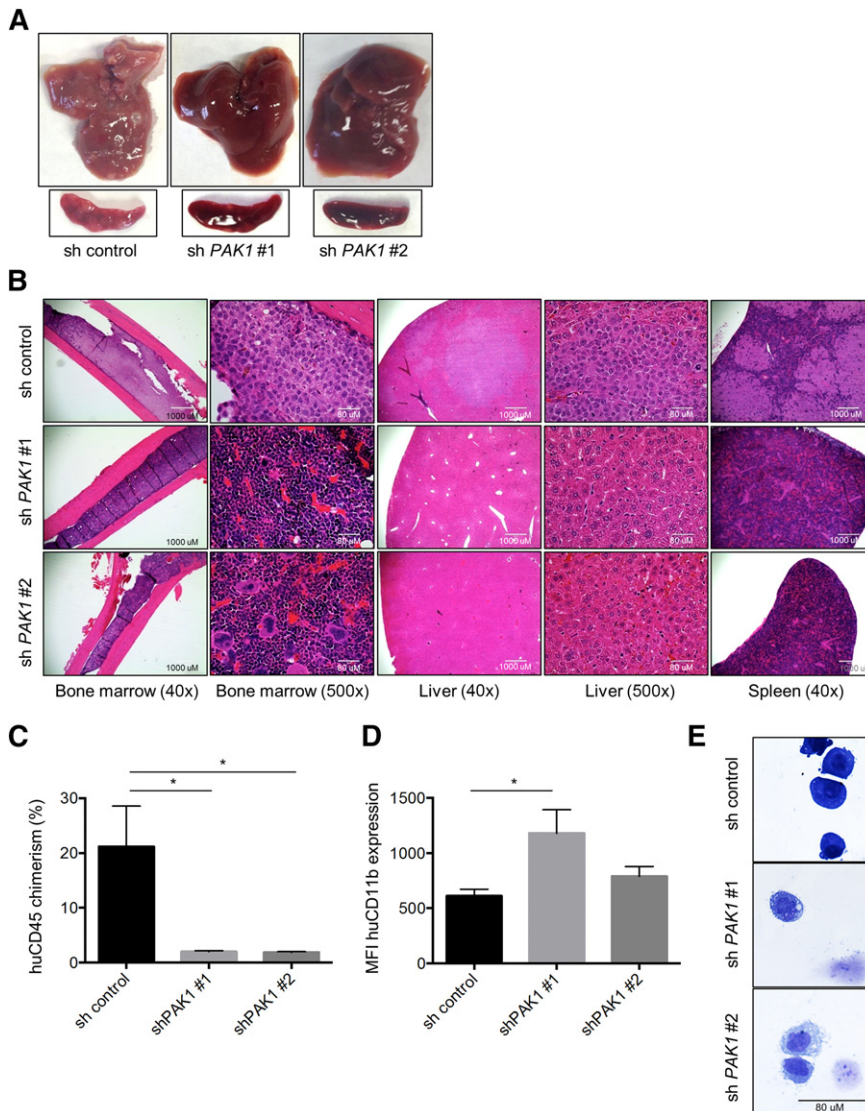 A
sh control
sh PAK1 #1
sh PAK1 #2
B
sh control
1000 uM
80 uM
1000 uM
80 uM
1000 uM
sh PAK1 #1
1000 uM
80 uM
1000 uM
80 uM
1000 uM
sh PAK1 #2
1000 uM
80 uM
1000 uM
80 uM
1000 uM
Bone marrow (40x)
Bone marrow (500x)
Liver (40x)
Liver (500x)
Spleen (40x)
C
huCD45 chimerism (%)
30
20
10
0
*
*
sh control
shPAK1 #1
shPAK1 #2
D
MFI huCD11b expression
1500
1000
500
0
*
sh control
shPAK1 #1
shPAK1 #2
E
sh control
sh PAK1 #1
sh PAK1 #2
80 uM